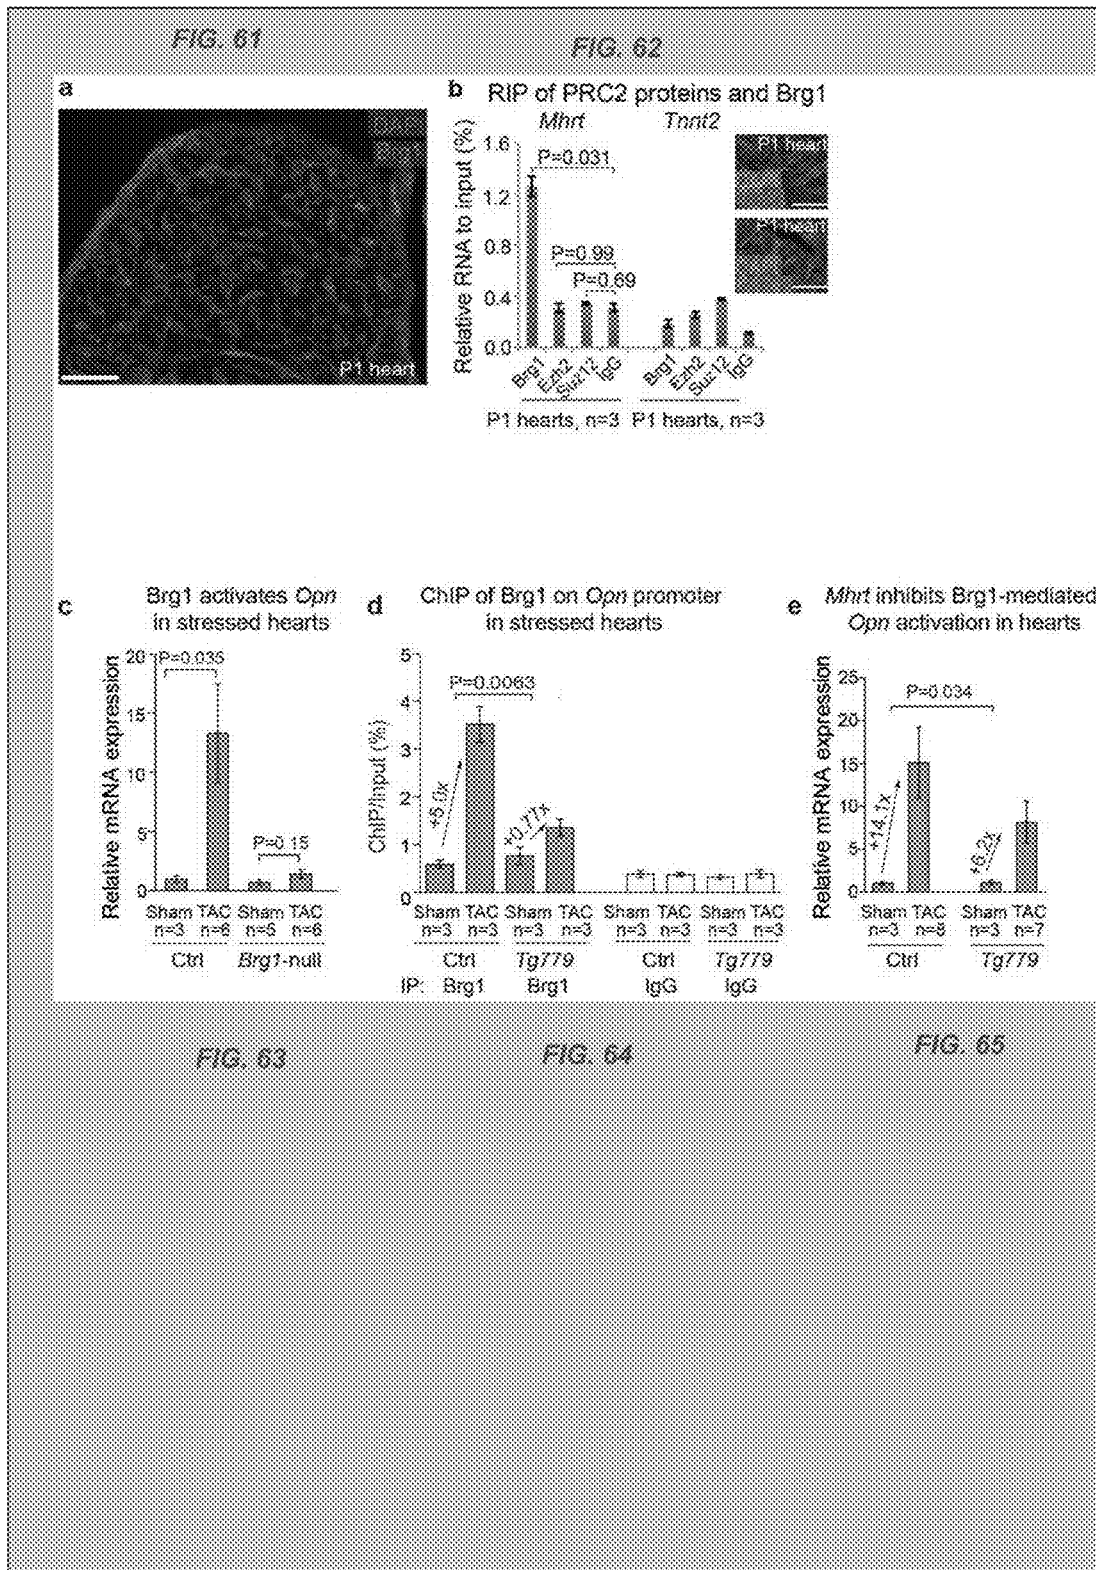 FIG. 61
FIG. 62
a
Brg1
P1 heart
b
RIP of PRC2 proteins and Brg1
Mhrt
Tnnt2
Relative RNA to input (%)
1.6
1.2
0.8
0.4
0.0
P=0.031
P=0.99
P=0.69
Brg1
Ezh2
Suz12
IgG
Brg1
Ezh2
Suz12
IgG
P1 hearts, n=3
P1 hearts, n=3
P1 heart
P1 heart
c
Brg1 activates Opn
in stressed hearts
Relative mRNA expression
20
15
10
5
0
P=0.035
P=0.15
Sham TAC Sham TAC
n=3 n=6 n=5 n=6
Ctrl Brg1-null
d
ChIP of Brg1 on Opn promoter
in stressed hearts
ChIP/Input (%)
5
4
3
2
1
0
P=0.0063
+5.0x
+0.77x
Sham TAC Sham TAC Sham TAC Sham TAC
n=3 n=3 n=3 n=3 n=3 n=3 n=3 n=3
Ctrl Tg779 Ctrl Tg779
IP: Brg1 Brg1 IgG IgG
e
Mhrt inhibits Brg1-mediated
Opn activation in hearts
Relative mRNA expression
25
20
15
10
5
0
P=0.034
+14.1x
+6.2x
Sham TAC Sham TAC
n=3 n=8 n=3 n=7
Ctrl Tg779
FIG. 63
FIG. 64
FIG. 65